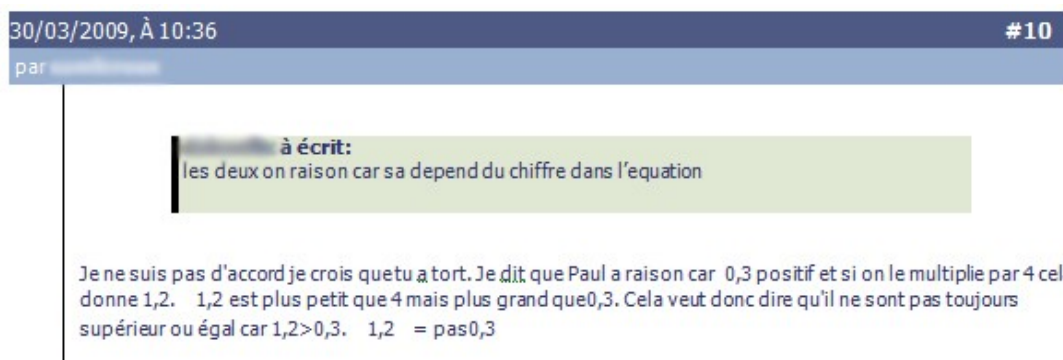 30/03/2009, À 10:36 #10
par
à écrit:
les deux on raison car sa depend du chiffre dans l'equation
Je ne suis pas d'accord je crois que tu a tort. Je dit que Paul a raison car 0,3 positif et si on le multiplie par 4 cel
donne 1,2. 1,2 est plus petit que 4 mais plus grand que0,3. Cela veut donc dire qu'il ne sont pas toujours
supérieur ou égal car 1,2>0,3. 1,2 = pas0,3